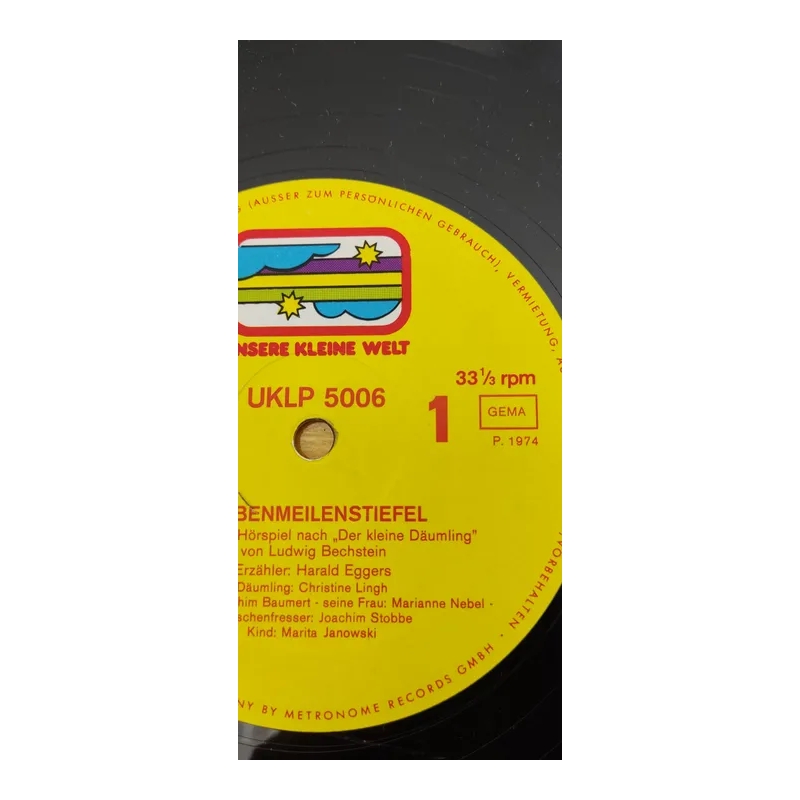 (AUSSER ZUM PERSÖNLICHEN GEBRAUCH), VERMIETUNG,
NSERE KLEINE WELT
33 1/3 rpm
UKLP 5006
1
GEMA
P. 1974
BENMEILENSTIEFEL
Hörspiel nach „Der kleine Däumling"
von Ludwig Bechstein
Erzähler: Harald Eggers
Däumling: Christine Lingh
him Baumert - seine Frau: Marianne Nebel -
schenfresser: Joachim Stobbe
Kind: Marita Janowski
NY BY METRONOME RECORDS GMBH - VORBEHALTEN -